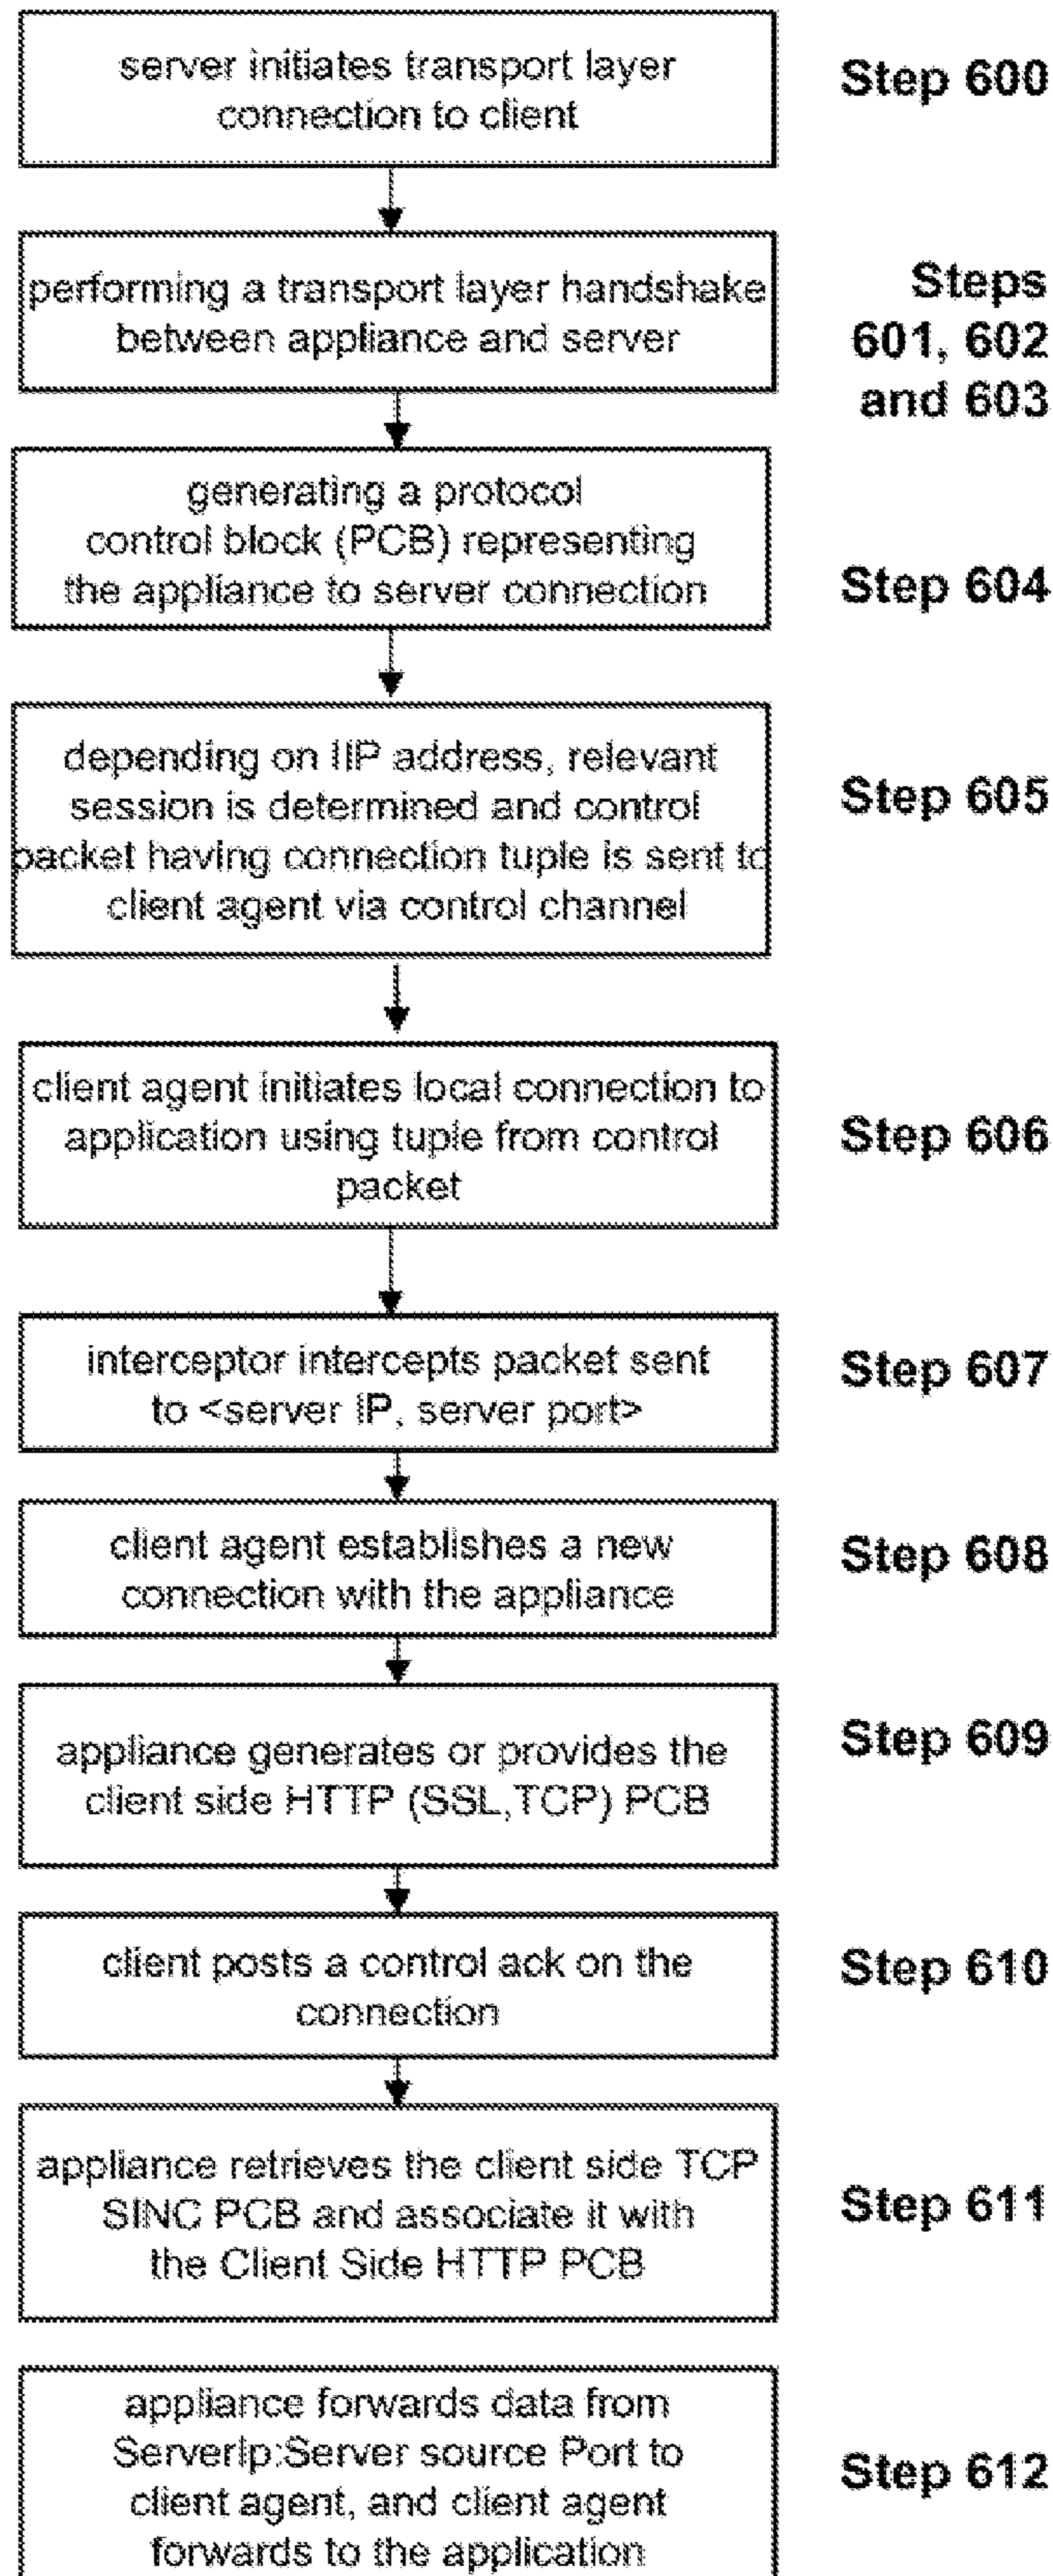 server initiates transport layer
connection to client
Step 600
performing a transport layer handshake
between appliance and server
Steps
601, 602
and 603
generating a protocol
control block (PCB) representing
the appliance to server connection
Step 604
depending on IIP address, relevant
session is determined and control
packet having connection tuple is sent to
client agent via control channel
Step 605
client agent initiates local connection to
application using tuple from control
packet
Step 606
interceptor intercepts packet sent
to <server IP, server port>
Step 607
client agent establishes a new
connection with the appliance
Step 608
appliance generates or provides the
client side HTTP (SSL,TCP) PCB
Step 609
client posts a control ack on the
connection
Step 610
appliance retrieves the client side TCP
SINC PCB and associate it with
the Client Side HTTP PCB
Step 611
appliance forwards data from
ServerIp:Server source Port to
client agent, and client agent
forwards to the application
Step 612